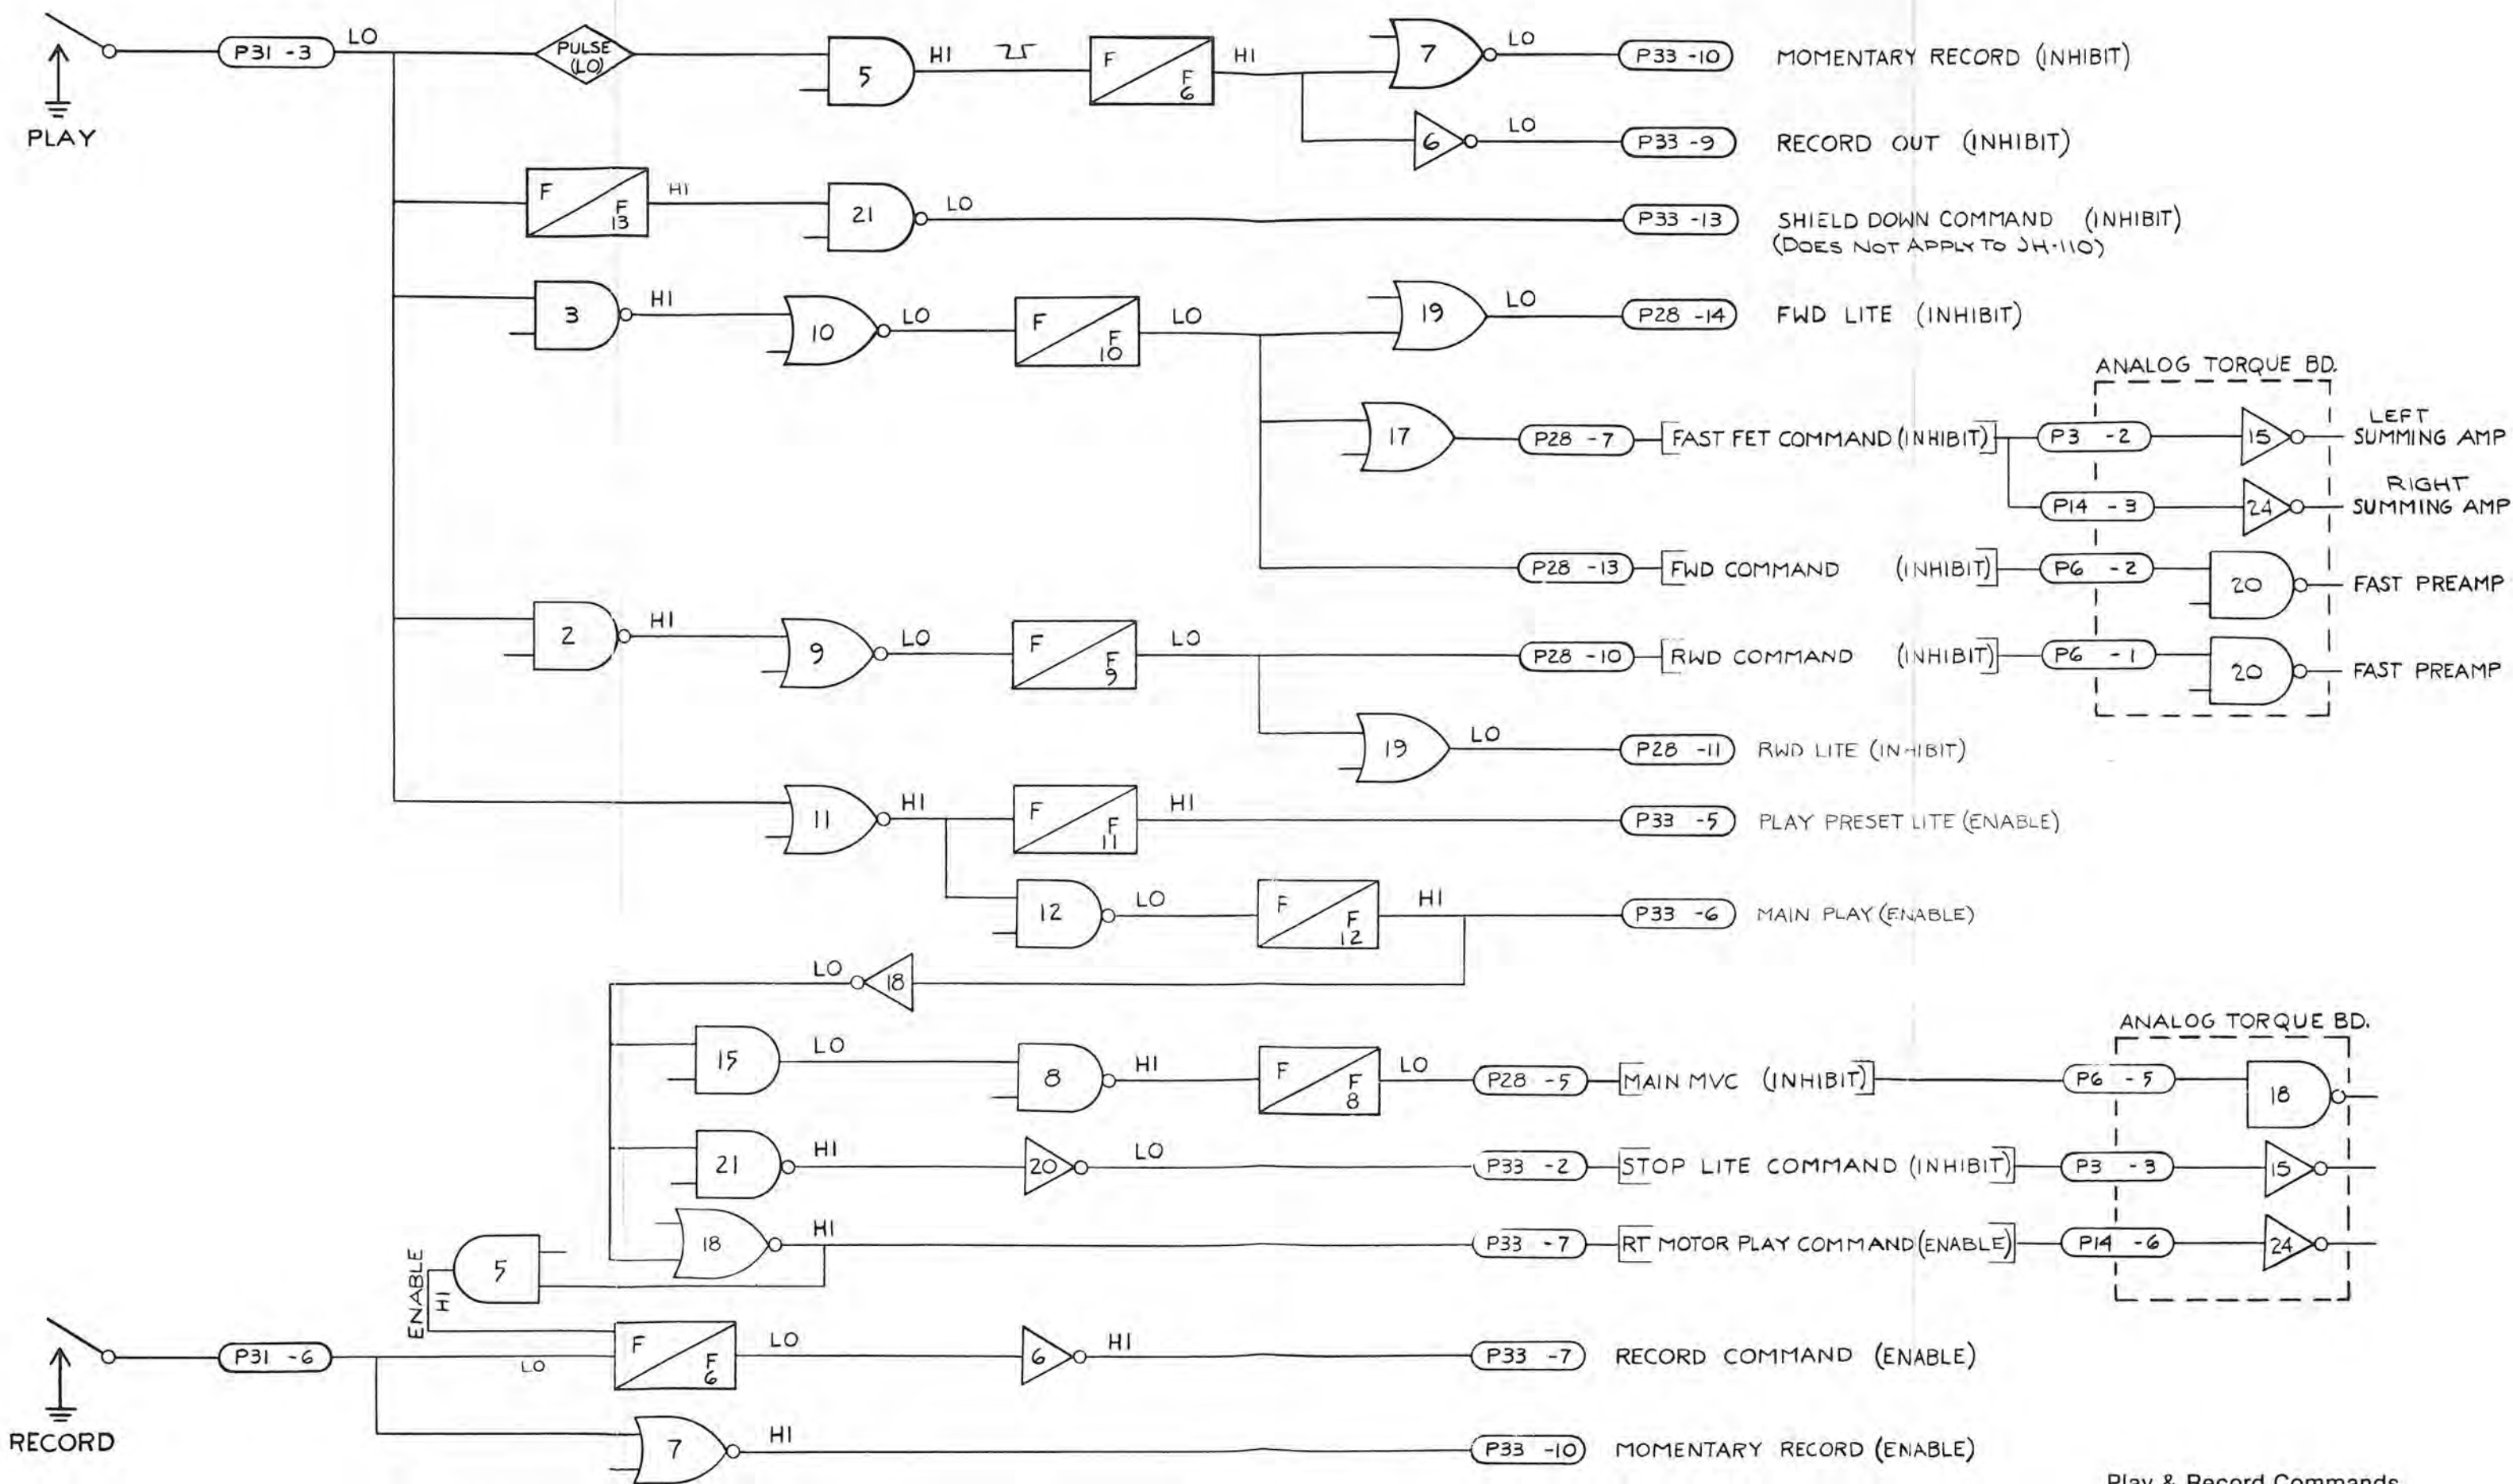 P31 -3
LO
PULSE
(LO)
5
HI
F
F
6
HI
7
LO
P33 -10
MOMENTARY RECORD (INHIBIT)
PLAY
6
LO
P33 -9
RECORD OUT (INHIBIT)
F
F
13
HI
21
LO
P33 -13
SHIELD DOWN COMMAND (INHIBIT)
(DOES NOT APPLY TO JH-110)
3
HI
10
LO
F
F
10
LO
19
LO
P28 -14
FWD LITE (INHIBIT)
ANALOG TORQUE BD.
17
P28 -7
FAST FET COMMAND (INHIBIT)
P3 -2
15
LEFT
SUMMING AMP
P14 -3
24
RIGHT
SUMMING AMP
P28 -13
FWD COMMAND (INHIBIT)
P6 -2
20
FAST PREAMP
2
HI
9
LO
F
F
9
LO
P28 -10
RWD COMMAND (INHIBIT)
P6 -1
20
FAST PREAMP
19
LO
P28 -11
RWD LITE (INHIBIT)
11
HI
F
F
11
HI
P33 -5
PLAY PRESET LITE (ENABLE)
12
LO
F
F
12
HI
P33 -6
MAIN PLAY (ENABLE)
LO
18
ANALOG TORQUE BD.
15
LO
8
HI
F
F
8
LO
P28 -5
MAIN MVC (INHIBIT)
P6 -5
18
21
HI
20
LO
P33 -2
STOP LITE COMMAND (INHIBIT)
P3 -3
15
18
HI
P33 -7
RT MOTOR PLAY COMMAND (ENABLE)
P14 -6
24
5
ENABLE
HI
P31 -6
LO
F
F
6
LO
6
HI
P33 -7
RECORD COMMAND (ENABLE)
RECORD
7
HI
P33 -10
MOMENTARY RECORD (ENABLE)
Play & Record Commands